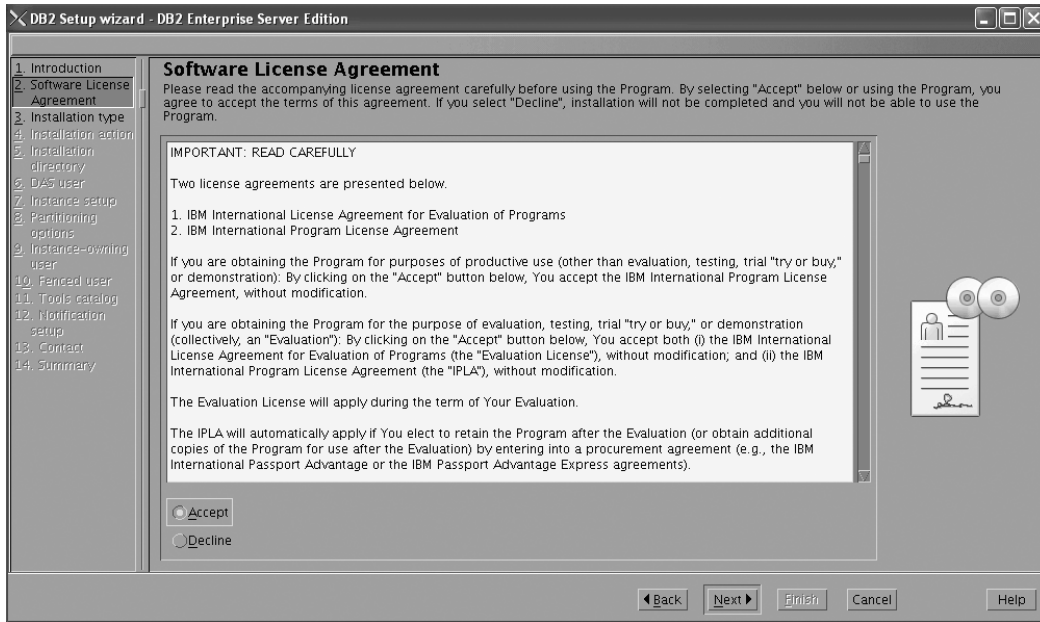 DB2 Setup wizard - DB2 Enterprise Server Edition
1. Introduction
2. Software License
Agreement
3. Installation type
4. Installation action
5. Installation
directory
6. DAS user
7. Instance setup
8. Partitioning
options
9. Instance-owning
user
10. Fenced user
11. Tools catalog
12. Notification
setup
13. Contact
14. Summary
Software License Agreement
Please read the accompanying license agreement carefully before using the Program. By selecting "Accept" below or using the Program, you
agree to accept the terms of this agreement. If you select "Decline", installation will not be completed and you will not be able to use the
Program.
IMPORTANT: READ CAREFULLY
Two license agreements are presented below.
1. IBM International License Agreement for Evaluation of Programs
2. IBM International Program License Agreement
If you are obtaining the Program for purposes of productive use (other than evaluation, testing, trial "try or buy,"
or demonstration): By clicking on the "Accept" button below, You accept the IBM International Program License
Agreement, without modification.
If you are obtaining the Program for the purpose of evaluation, testing, trial "try or buy," or demonstration
(collectively, an "Evaluation"): By clicking on the "Accept" button below, You accept both (i) the IBM International
License Agreement for Evaluation of Programs (the "Evaluation License"), without modification; and (ii) the IBM
International Program License Agreement (the "IPLA"), without modification.
The Evaluation License will apply during the term of Your Evaluation.
The IPLA will automatically apply if You elect to retain the Program after the Evaluation (or obtain additional
copies of the Program for use after the Evaluation) by entering into a procurement agreement (e.g., the IBM
International Passport Advantage or the IBM Passport Advantage Express agreements).
Accept
Decline
Back Next Finish Cancel Help